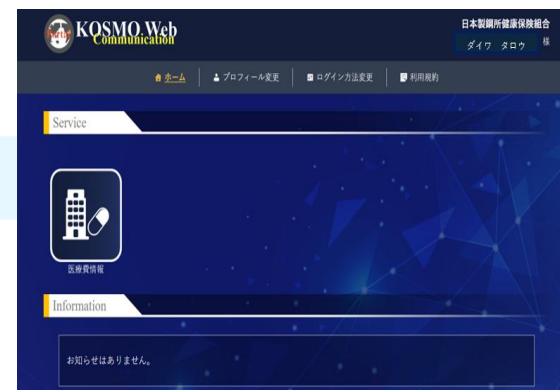 KOSMO Web
Communication
日本製鋼所健康保険組合
ダイワ タロウ 様
ホーム
プロフィール変更
ログイン方法変更
利用規約
Service
医療費情報
Information
お知らせはありません。